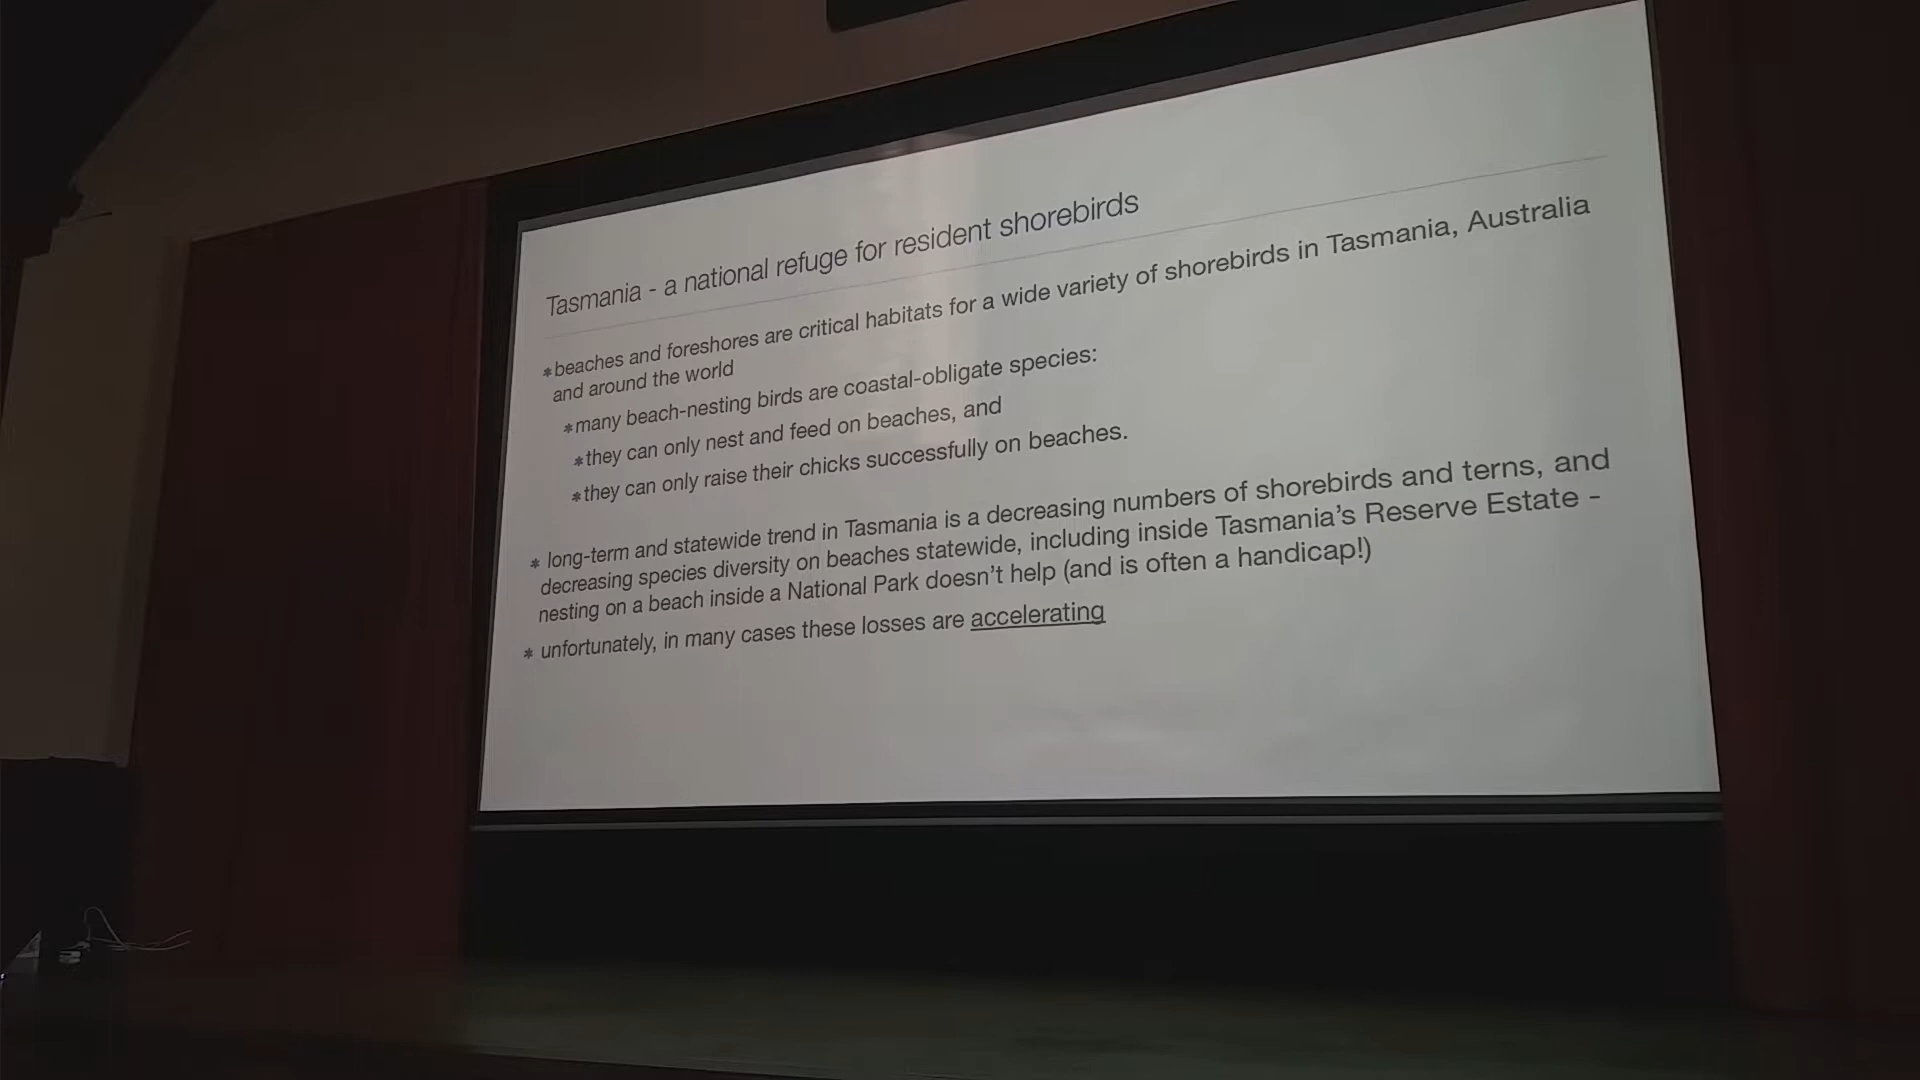 Tasmania - a national refuge for resident shorebirds
*beaches and foreshores are critical habitats for a wide variety of shorebirds in Tasmania, Australia
and around the world
*many beach-nesting birds are coastal-obligate species:
*they can only nest and feed on beaches, and
*they can only raise their chicks successfully on beaches.
* long-term and statewide trend in Tasmania is a decreasing numbers of shorebirds and terns, and
decreasing species diversity on beaches statewide, including inside Tasmania’s Reserve Estate -
nesting on a beach inside a National Park doesn’t help (and is often a handicap!)
* unfortunately, in many cases these losses are accelerating